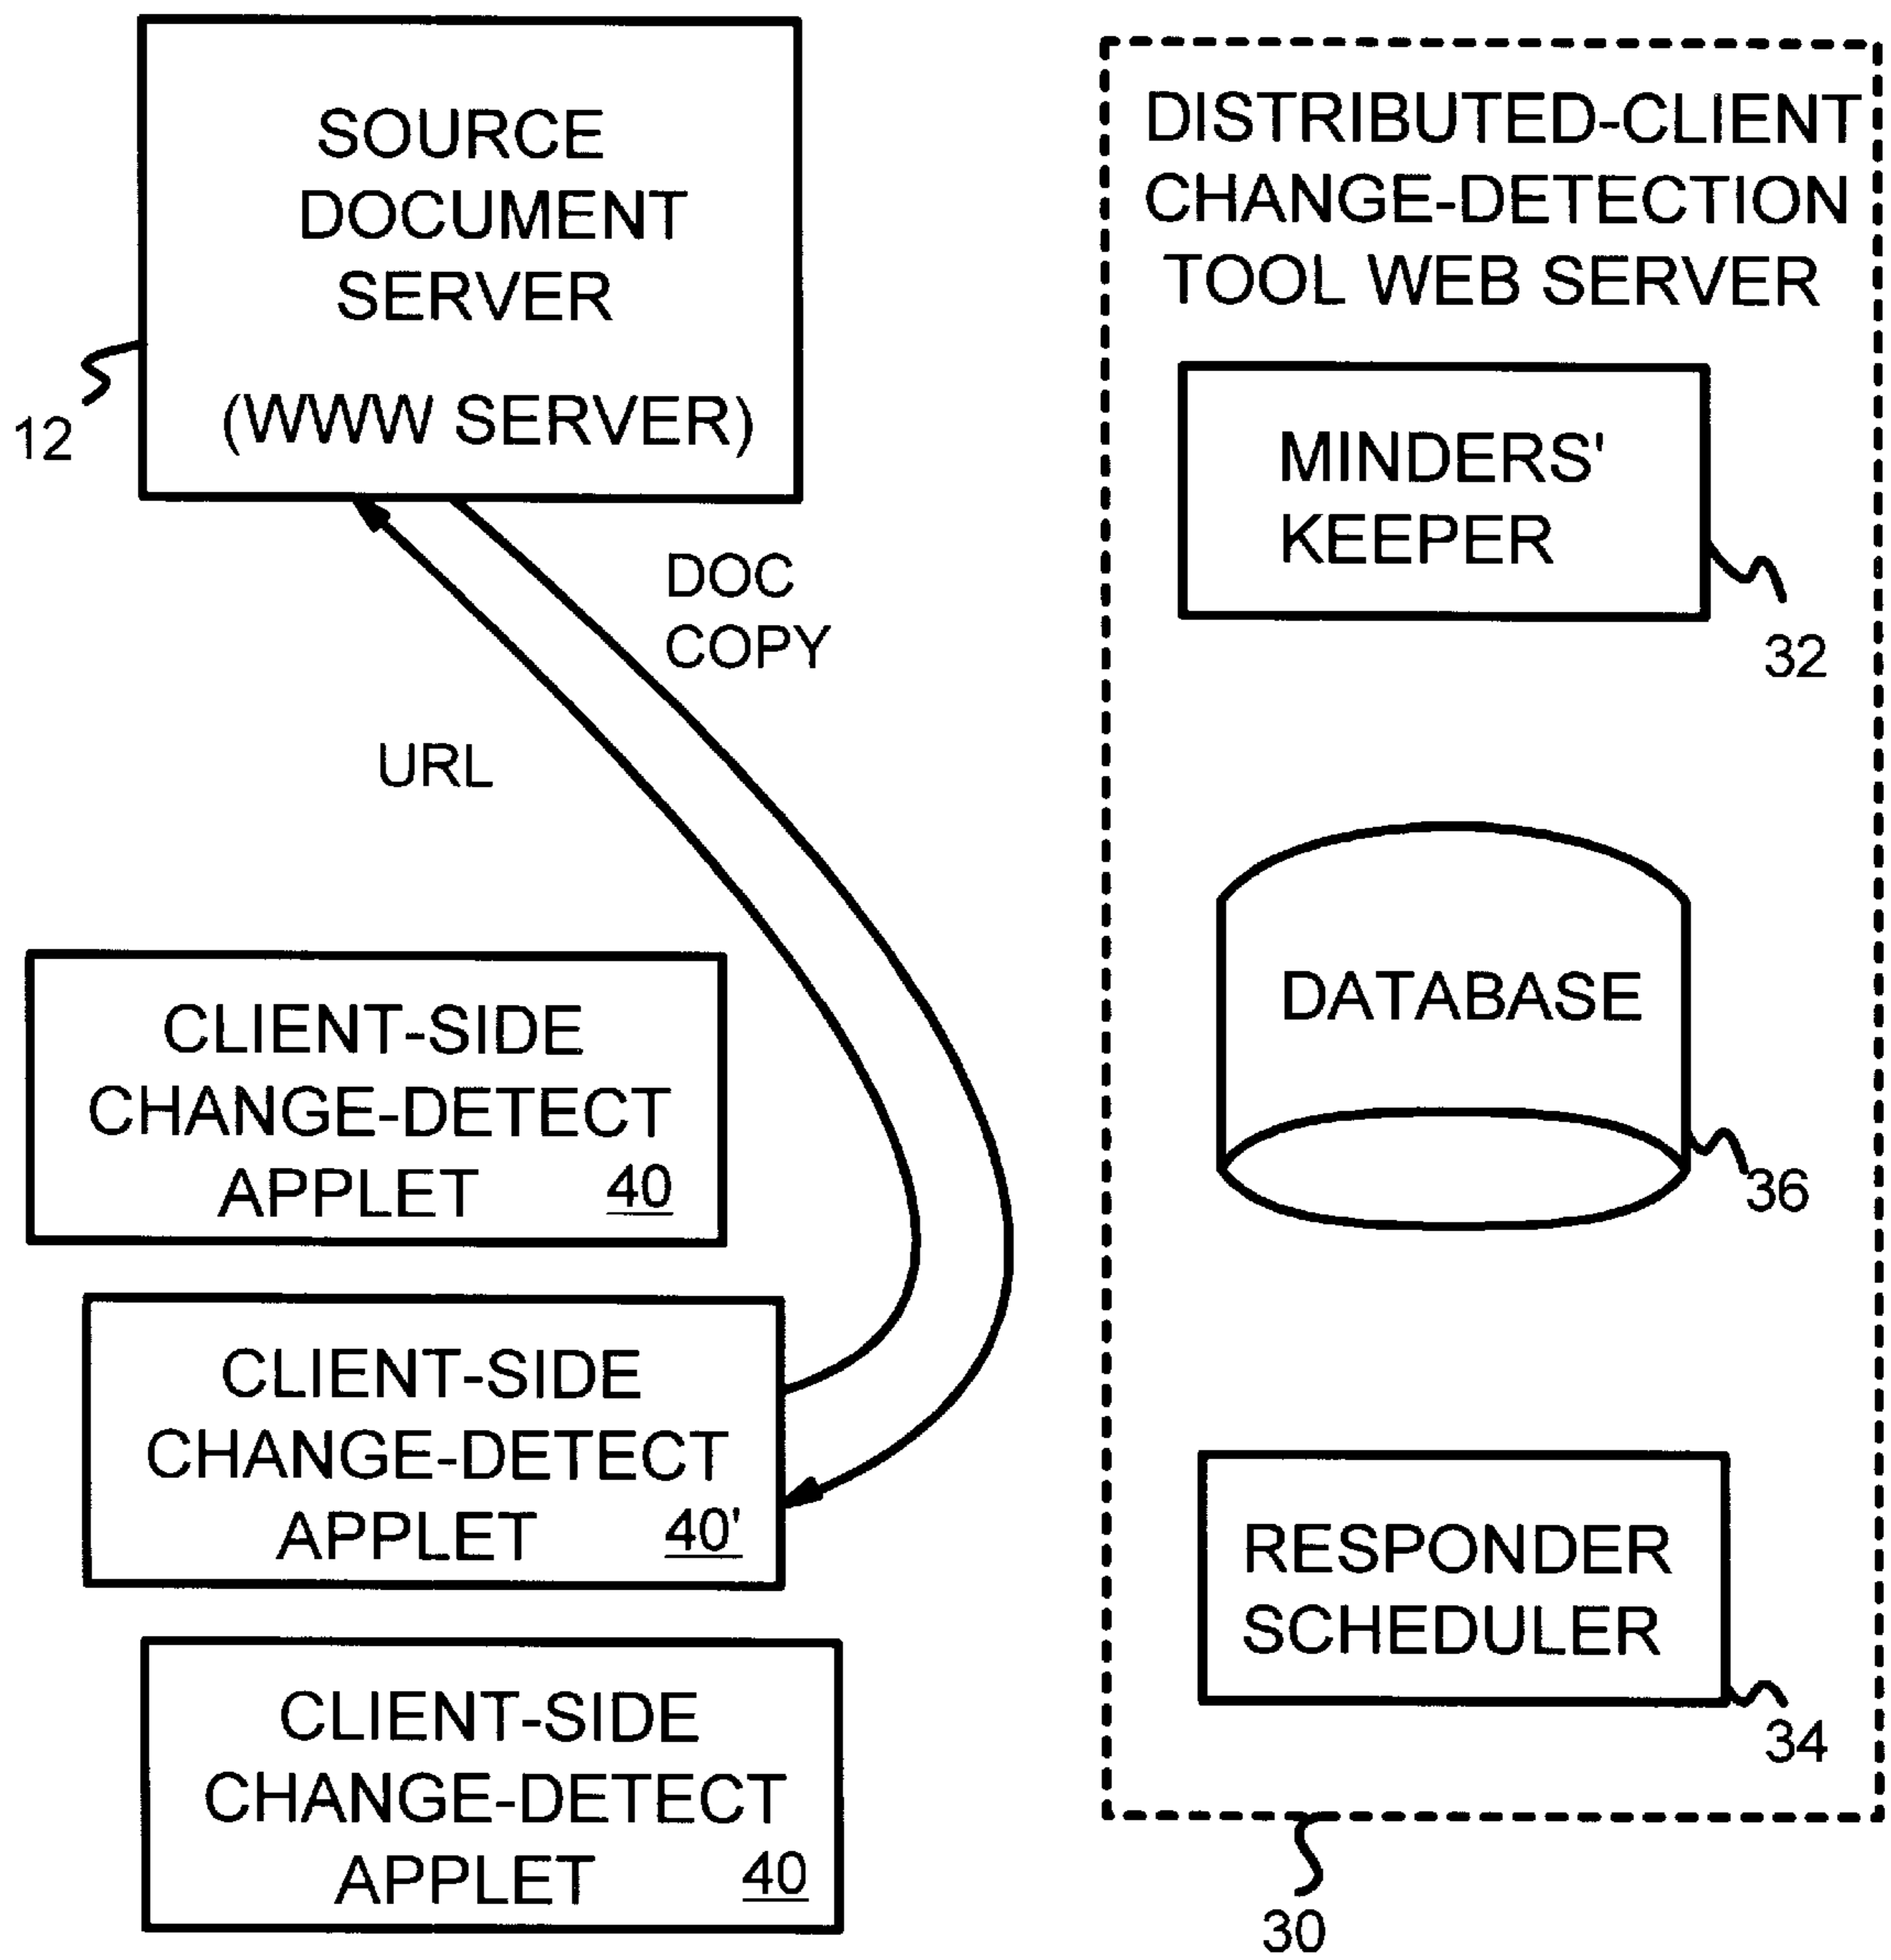 SOURCE
DOCUMENT
SERVER
(WWW SERVER)
12
DOC
COPY
URL
CLIENT-SIDE
CHANGE-DETECT
APPLET 40
CLIENT-SIDE
CHANGE-DETECT
APPLET 40'
CLIENT-SIDE
CHANGE-DETECT
APPLET 40
DISTRIBUTED-CLIENT
CHANGE-DETECTION
TOOL WEB SERVER
MINDERS'
KEEPER
32
DATABASE
36
RESPONDER
SCHEDULER
34
30